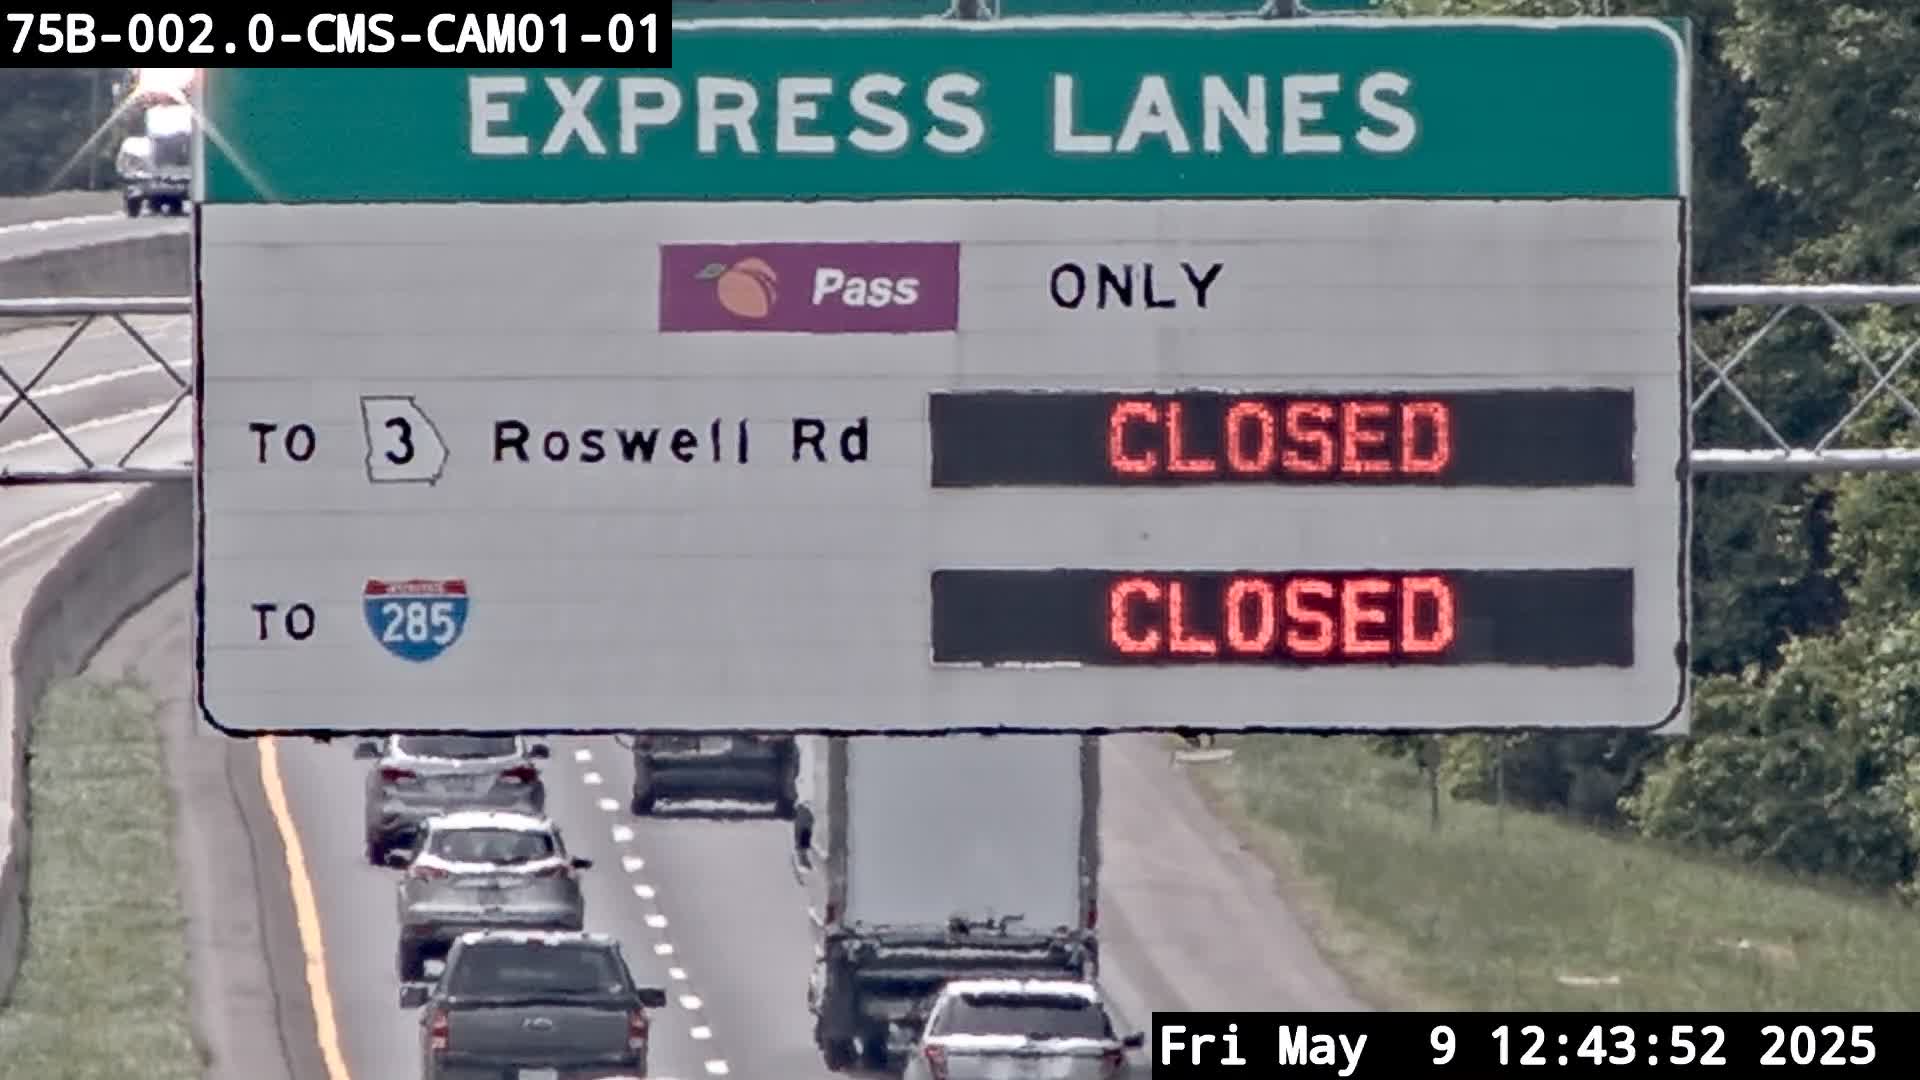 75B-002.0-CMS-CAM01-01
EXPRESS LANES
Pass ONLY
TO 3 Roswell Rd CLOSED
TO 285 CLOSED
Fri May 9 12:43:52 2025